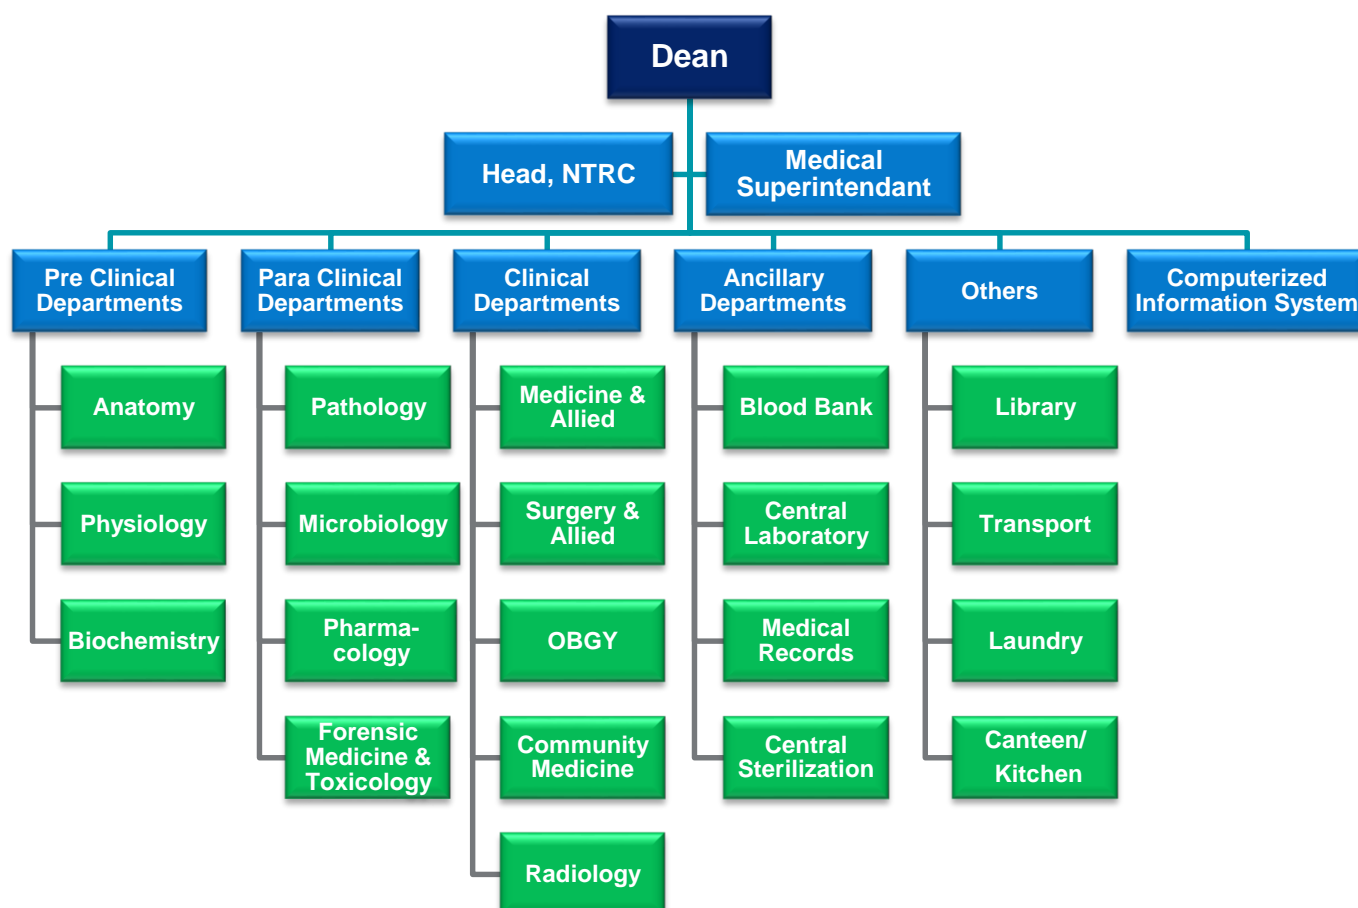 Dean
Head, NTRC
Medical
Superintendant
Pre Clinical
Departments
Para Clinical
Departments
Clinical
Departments
Ancillary
Departments
Others
Computerized
Information System
Anatomy
Physiology
Biochemistry
Pathology
Microbiology
Pharma-
cology
Forensic
Medicine &
Toxicology
Medicine &
Allied
Surgery &
Allied
OBGY
Community
Medicine
Radiology
Blood Bank
Central
Laboratory
Medical
Records
Central
Sterilization
Library
Transport
Laundry
Canteen/
Kitchen